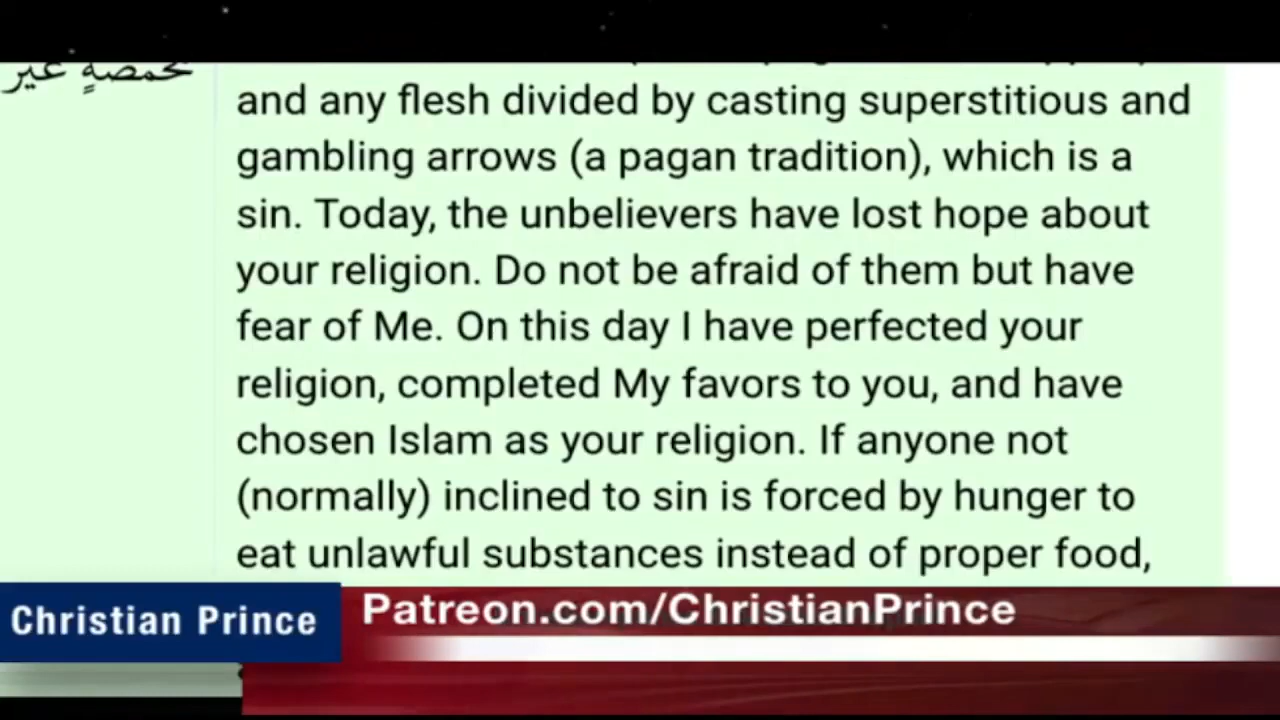 مخمصةٍ غير
and any flesh divided by casting superstitious and
gambling arrows (a pagan tradition), which is a
sin. Today, the unbelievers have lost hope about
your religion. Do not be afraid of them but have
fear of Me. On this day I have perfected your
religion, completed My favors to you, and have
chosen Islam as your religion. If anyone not
(normally) inclined to sin is forced by hunger to
eat unlawful substances instead of proper food,
Christian Prince
Patreon.com/ChristianPrince